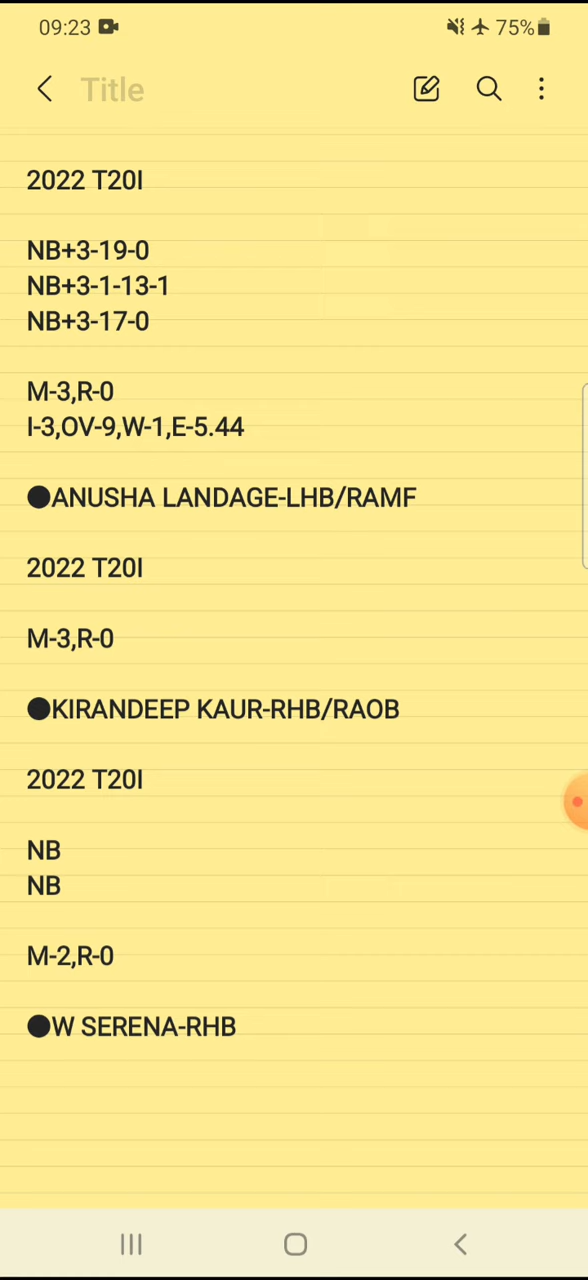 09:23
75%
Title
2022 T20I
NB+3-19-0
NB+3-1-13-1
NB+3-17-0
M-3,R-0
I-3,OV-9,W-1,E-5.44
●ANUSHA LANDAGE-LHB/RAMF
2022 T20I
M-3,R-0
●KIRANDEEP KAUR-RHB/RAOB
2022 T20I
NB
NB
M-2,R-0
●W SERENA-RHB